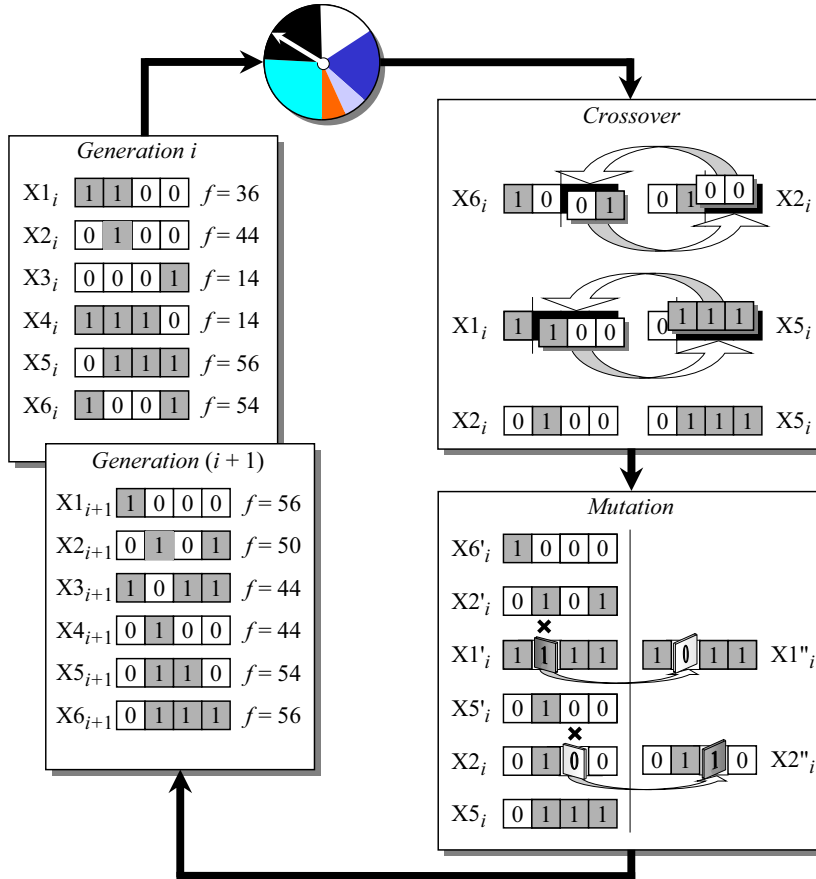 Generation i
X1i 1 1 0 0 f = 36
X2i 0 1 0 0 f = 44
X3i 0 0 0 1 f = 14
X4i 1 1 1 0 f = 14
X5i 0 1 1 1 f = 56
X6i 1 0 0 1 f = 54
Generation (i + 1)
X1i+1 1 0 0 0 f = 56
X2i+1 0 1 0 1 f = 50
X3i+1 1 0 1 1 f = 44
X4i+1 0 1 0 0 f = 44
X5i+1 0 1 1 0 f = 54
X6i+1 0 1 1 1 f = 56
Crossover
X6i 1 0 0 1 0 1 0 0 X2i
X1i 1 1 0 0 0 1 1 1 X5i
X2i 0 1 0 0 0 1 1 1 X5i
Mutation
X6'i 1 0 0 0
X2'i 0 1 0 1
X1'i 1 1 1 1 1 0 1 1 X1"i
X5'i 0 1 0 0
X2i 0 1 0 0 0 1 1 0 X2"i
X5i 0 1 1 1